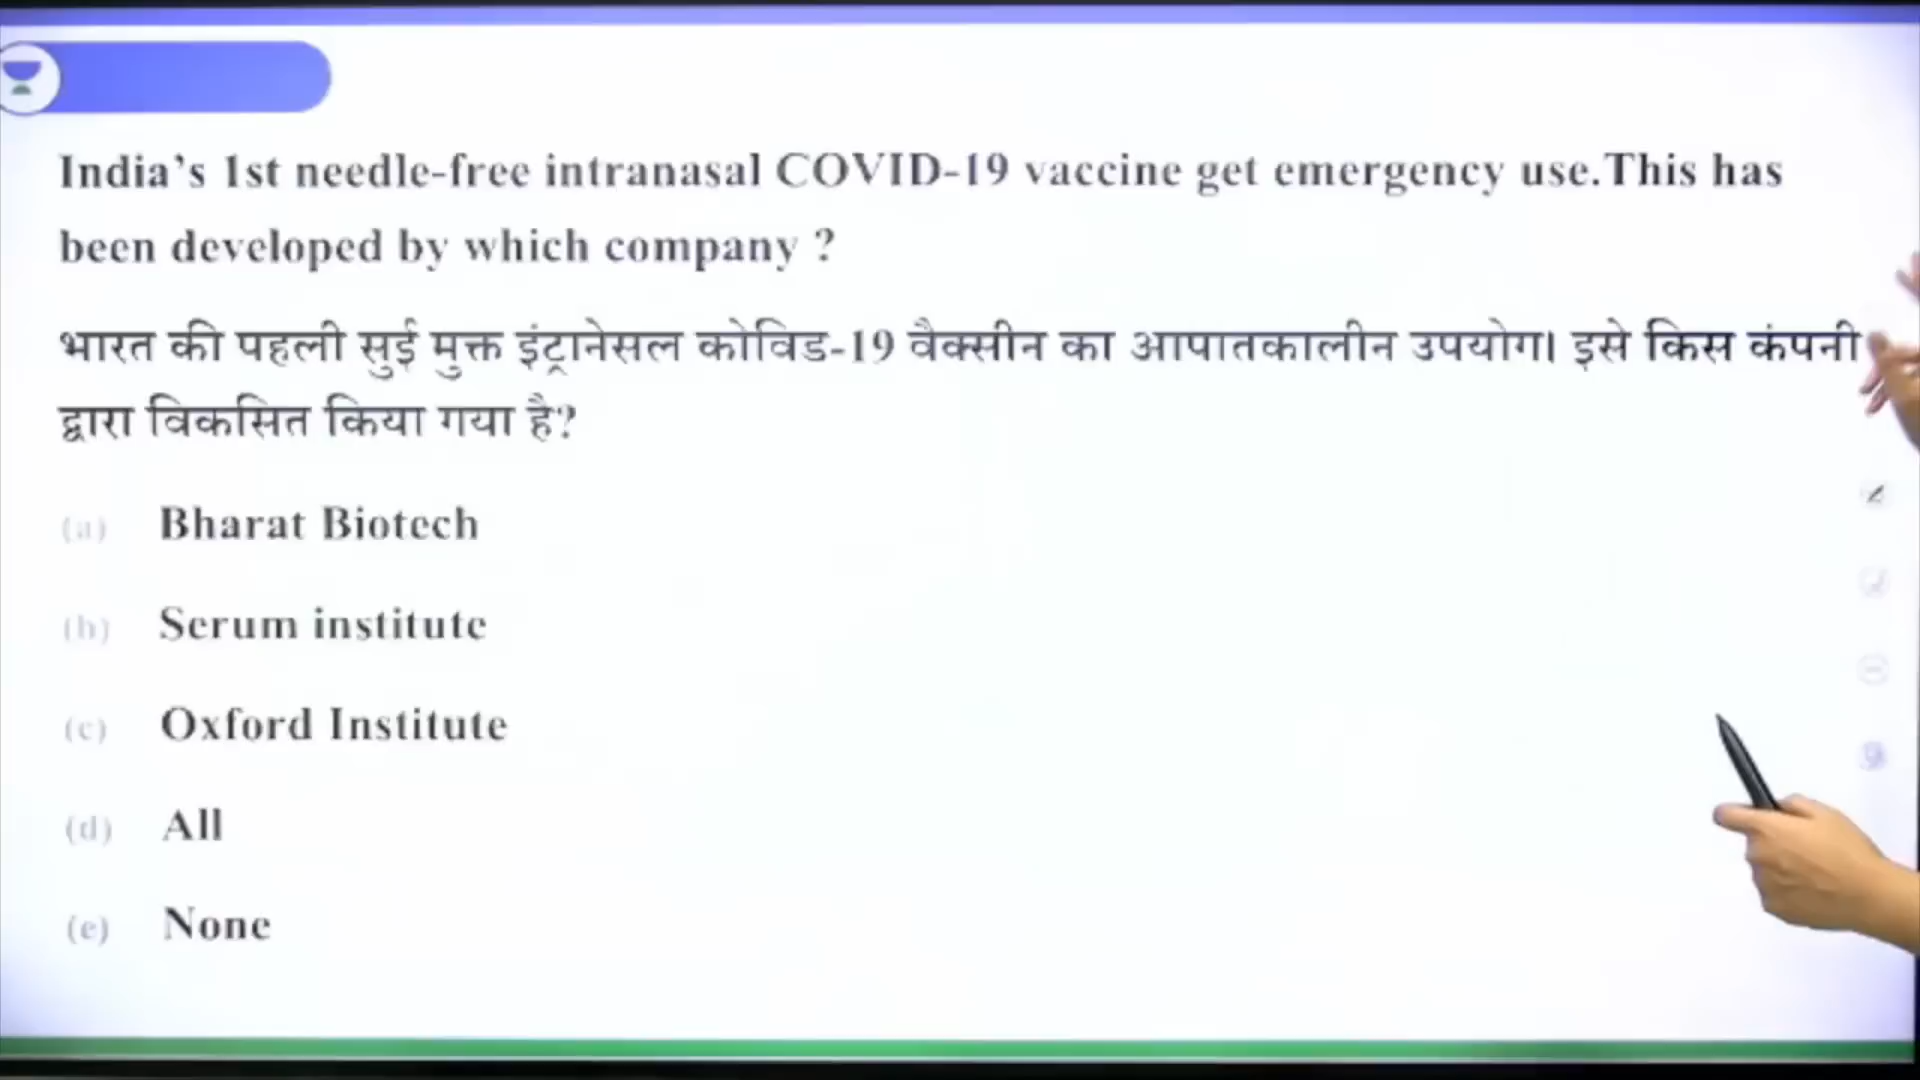 India’s 1st needle-free intranasal COVID-19 vaccine get emergency use.This has
been developed by which company ?
भारत की पहली सुई मुक्त इंट्रानेसल कोविड-19 वैक्सीन का आपातकालीन उपयोग। इसे किस कंपनी
द्वारा विकसित किया गया है?
(a) Bharat Biotech
(b) Serum institute
(c) Oxford Institute
(d) All
(e) None